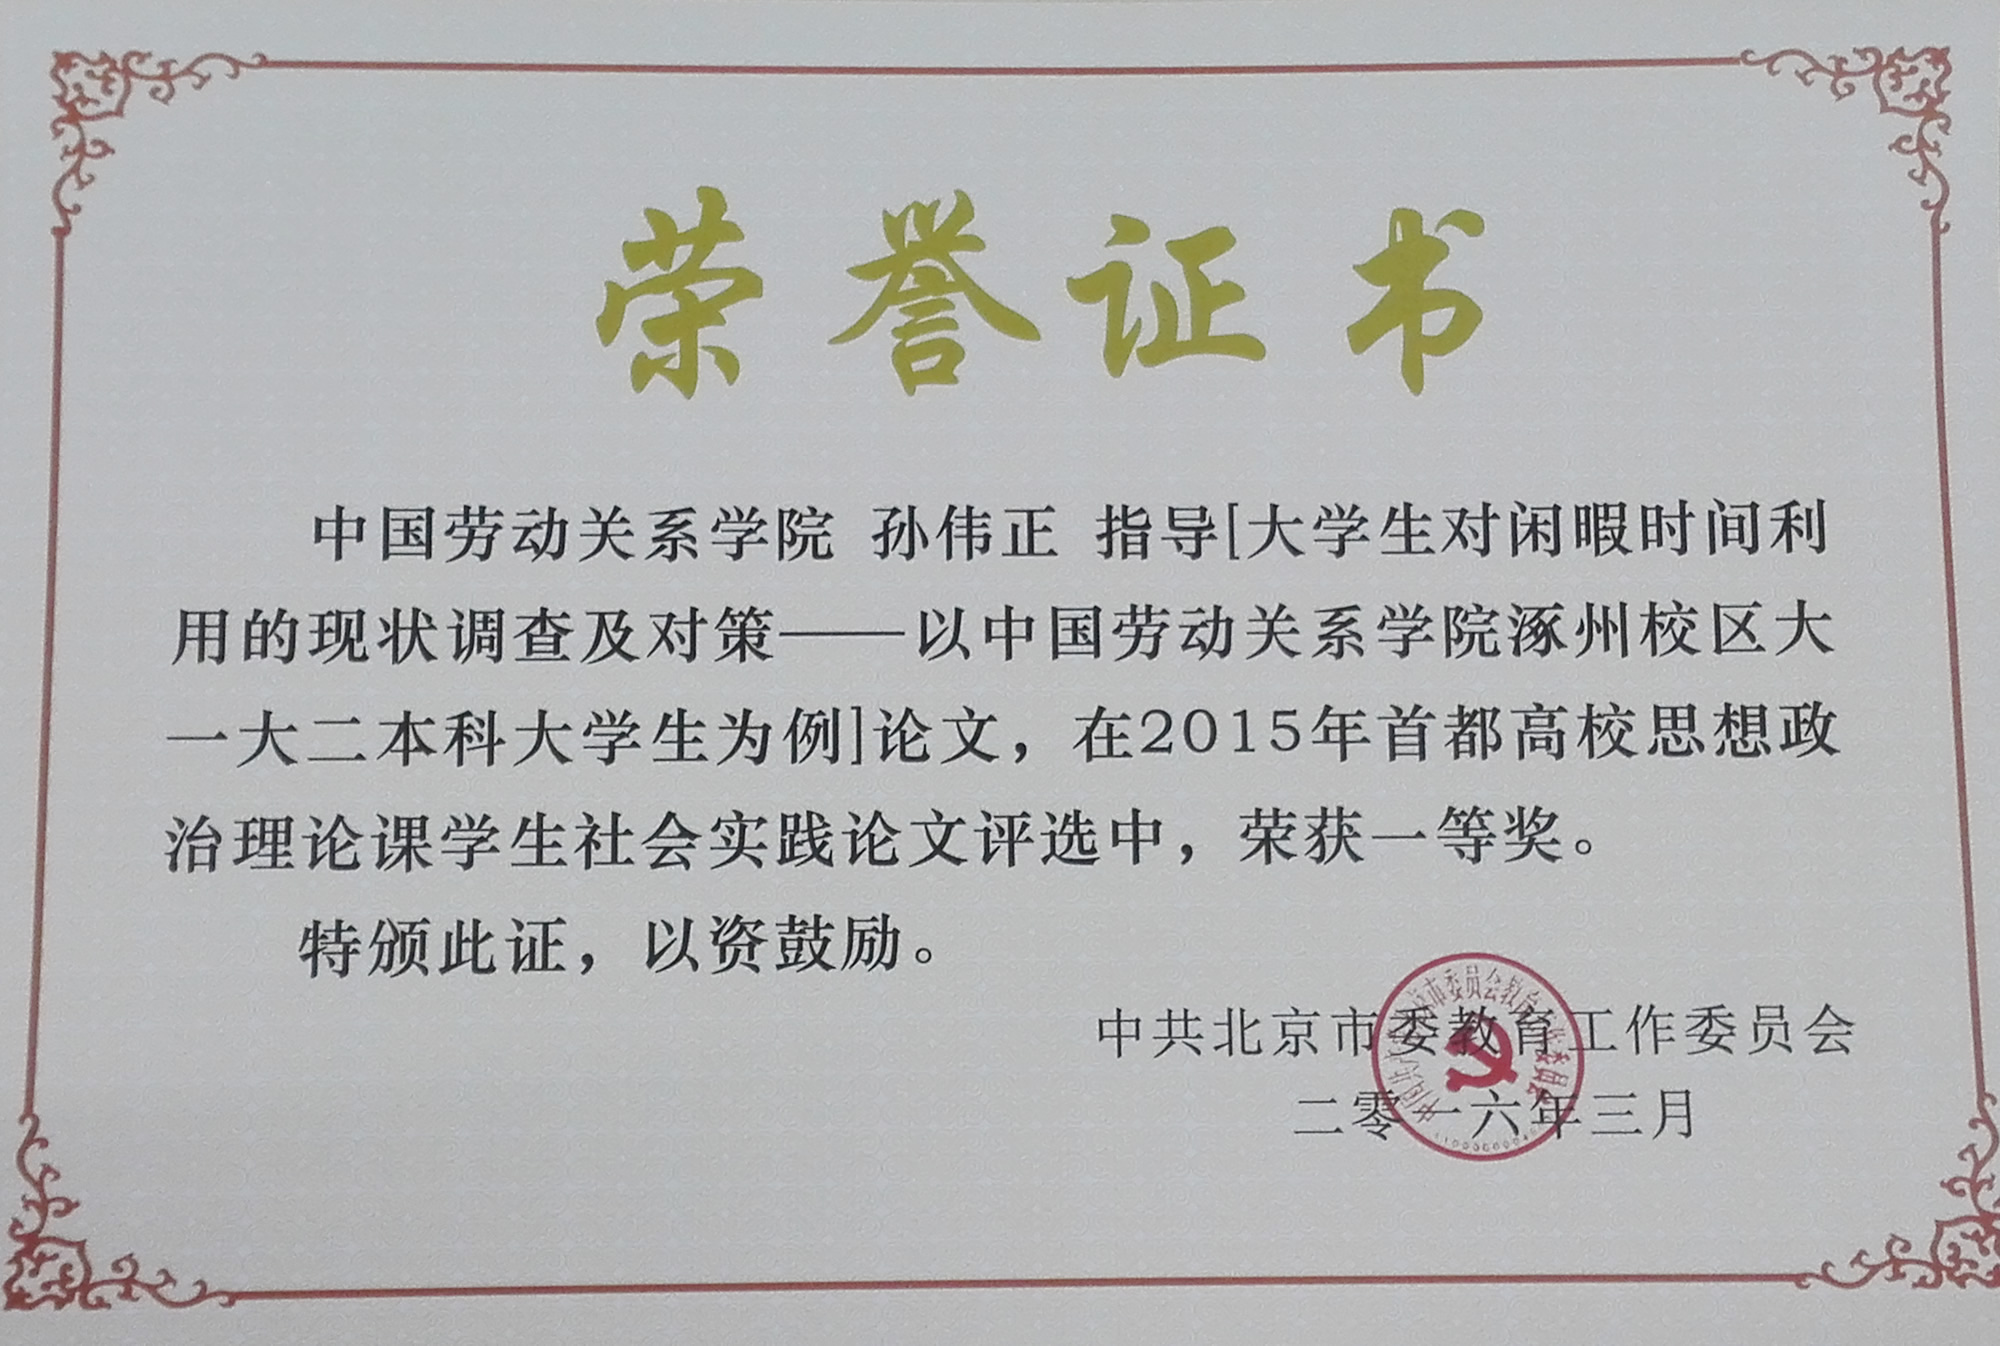 荣誉证书
中国劳动关系学院 孙伟正 指导[大学生对闲暇时间利
用的现状调查及对策——以中国劳动关系学院涿州校区大
一大二本科大学生为例]论文，在2015年首都高校思想政
治理论课学生社会实践论文评选中，荣获一等奖。
特颁此证，以资鼓励。
中共北京市委教育工作委员会
二零一六年三月